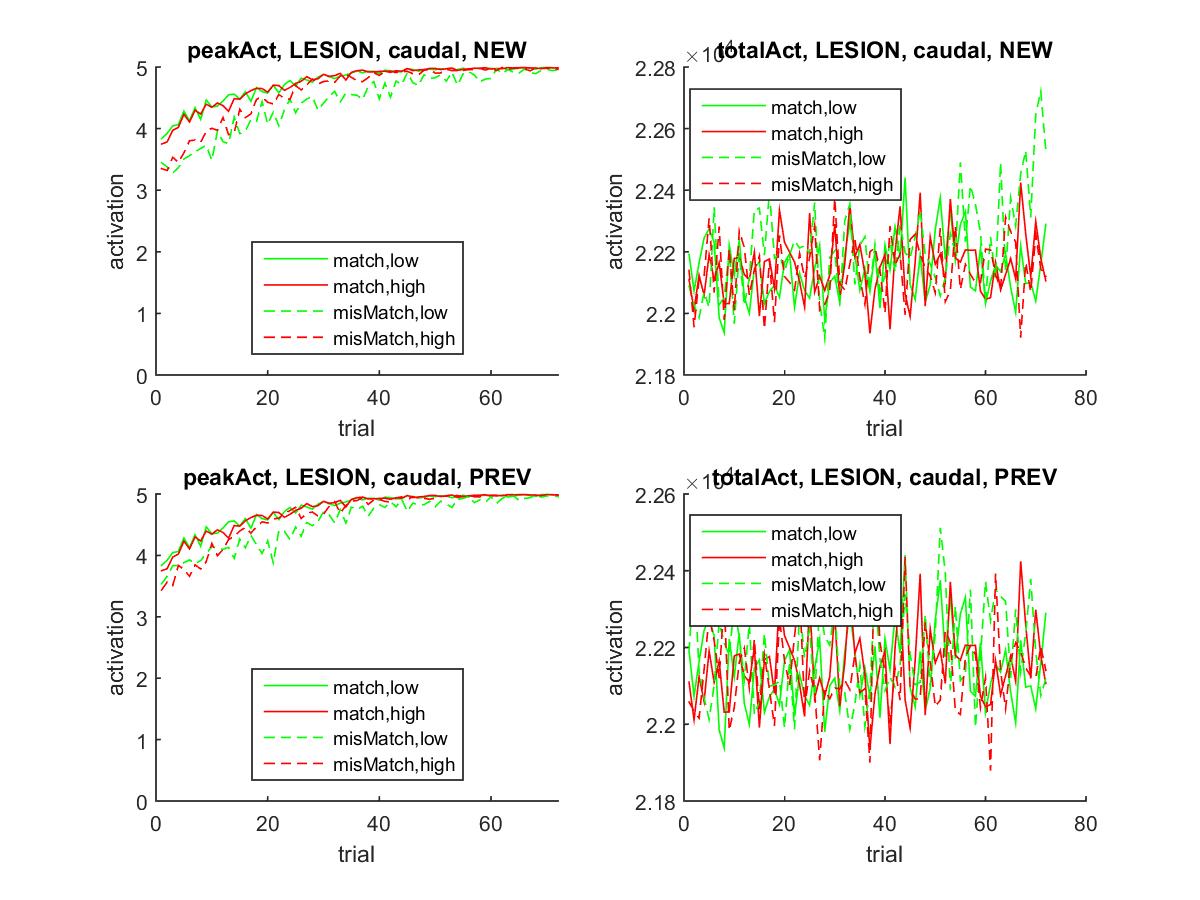 peakAct, LESION, caudal, NEW
5
4
3
2
1
0
activation
match,low
match,high
misMatch,low
misMatch,high
0 20 40 60
trial
totalAct, LESION, caudal, NEW
2.28
2.26
2.24
2.22
2.2
2.18
activation
match,low
match,high
misMatch,low
misMatch,high
0 20 40 60 80
trial
peakAct, LESION, caudal, PREV
5
4
3
2
1
0
activation
match,low
match,high
misMatch,low
misMatch,high
0 20 40 60
trial
totalAct, LESION, caudal, PREV
2.26
2.24
2.22
2.2
2.18
activation
match,low
match,high
misMatch,low
misMatch,high
0 20 40 60 80
trial